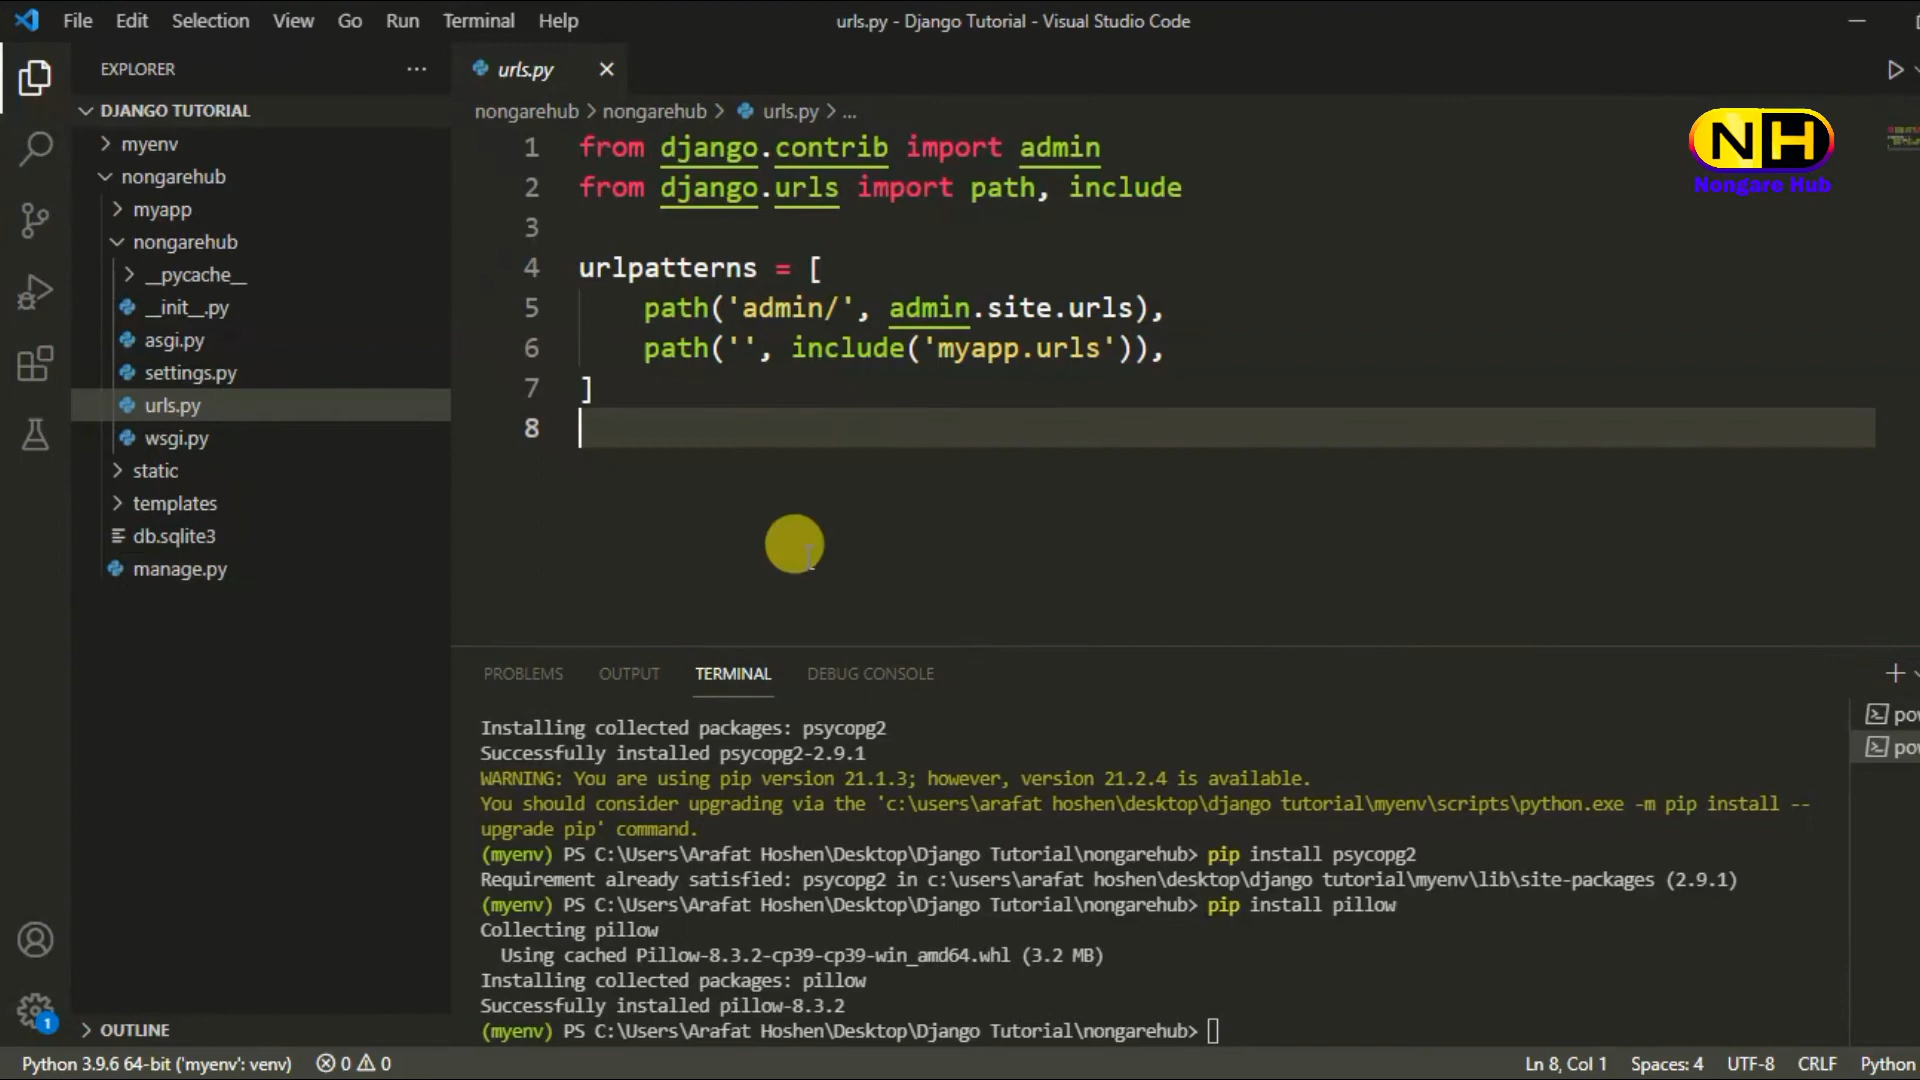 File Edit Selection View Go Run Terminal Help
urls.py - Django Tutorial - Visual Studio Code
EXPLORER
DJANGO TUTORIAL
myenv
nongarehub
myapp
nongarehub
__pycache__
__init__.py
asgi.py
settings.py
urls.py
wsgi.py
static
templates
db.sqlite3
manage.py
OUTLINE
urls.py
nongarehub > nongarehub > urls.py > ...
1 from django.contrib import admin
2 from django.urls import path, include
3
4 urlpatterns = [
5     path('admin/', admin.site.urls),
6     path('', include('myapp.urls')),
7 ]
8
NH
Nongare Hub
PROBLEMS OUTPUT TERMINAL DEBUG CONSOLE
Installing collected packages: psycopg2
Successfully installed psycopg2-2.9.1
WARNING: You are using pip version 21.1.3; however, version 21.2.4 is available.
You should consider upgrading via the 'c:\users\arafat hoshen\desktop\django tutorial\myenv\scripts\python.exe -m pip install --
upgrade pip' command.
(myenv) PS C:\Users\Arafat Hoshen\Desktop\Django Tutorial\nongarehub> pip install psycopg2
Requirement already satisfied: psycopg2 in c:\users\arafat hoshen\desktop\django tutorial\myenv\lib\site-packages (2.9.1)
(myenv) PS C:\Users\Arafat Hoshen\Desktop\Django Tutorial\nongarehub> pip install pillow
Collecting pillow
  Using cached Pillow-8.3.2-cp39-cp39-win_amd64.whl (3.2 MB)
Installing collected packages: pillow
Successfully installed pillow-8.3.2
(myenv) PS C:\Users\Arafat Hoshen\Desktop\Django Tutorial\nongarehub>
pow
pow
1
Python 3.9.6 64-bit ('myenv': venv) 0 0 Ln 8, Col 1 Spaces: 4 UTF-8 CRLF Python